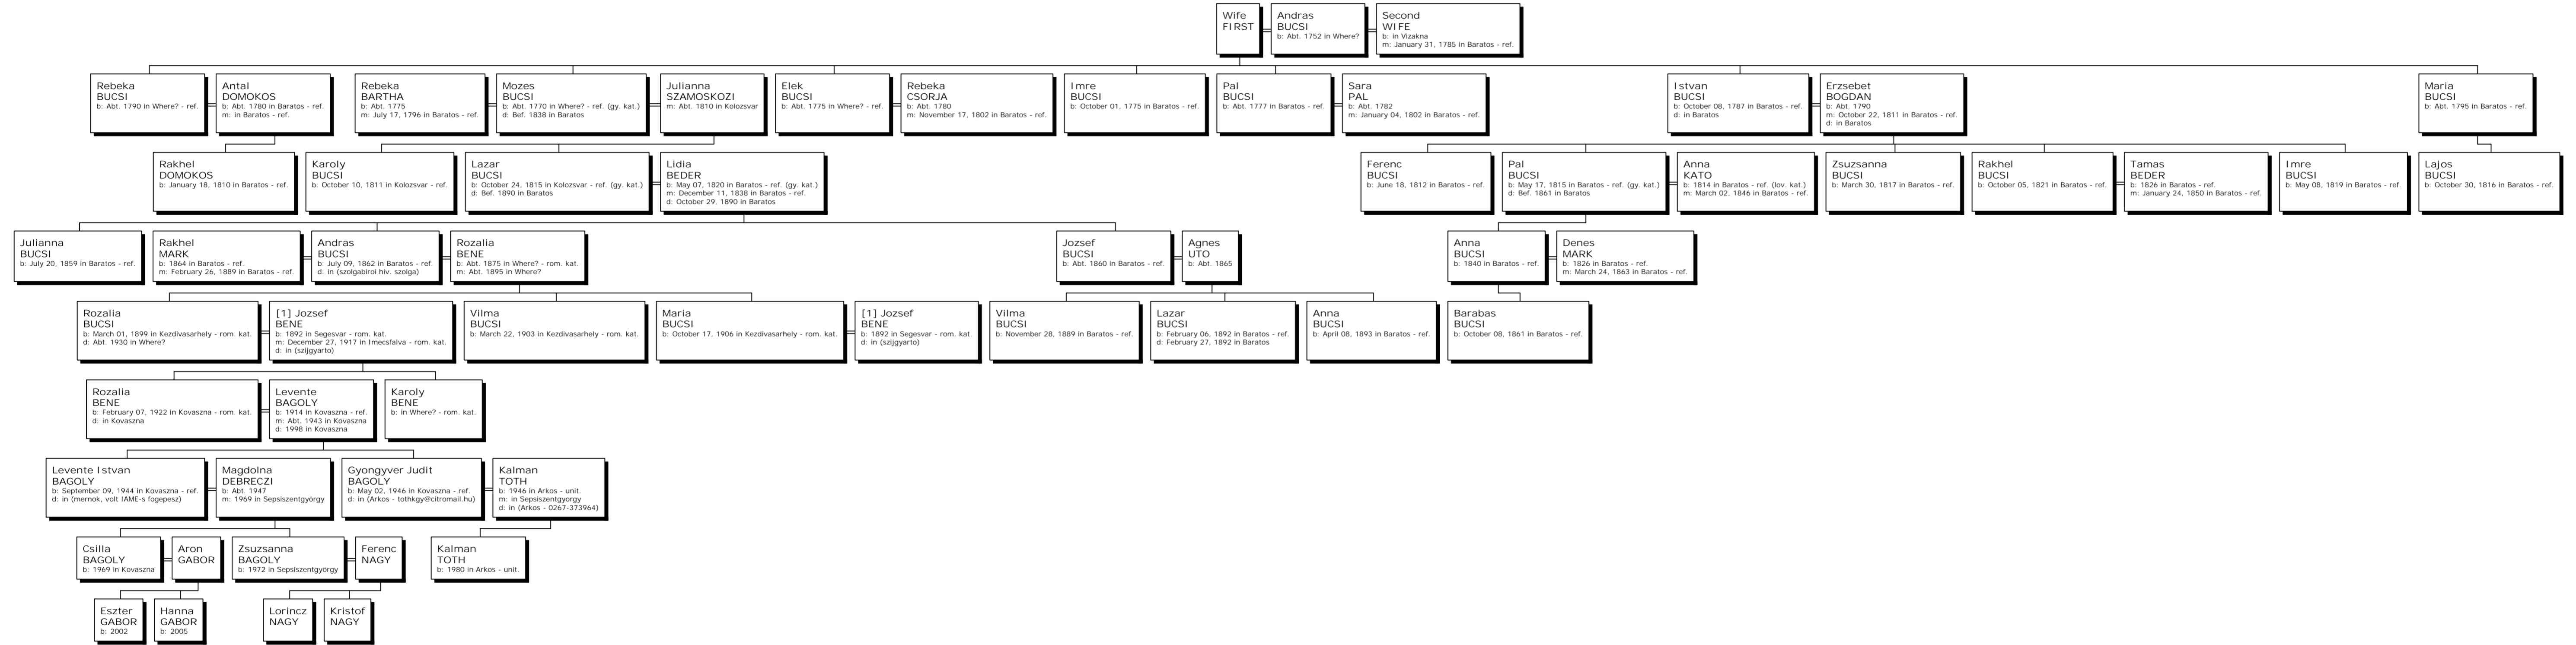 Wife
FIRST
Andras
BUCSI
b: Abt. 1752 in Where?
Second
WIFE
b: in Vizakna
m: January 31, 1785 in Baratos - ref.
Rebeka
BUCSI
b: Abt. 1790 in Where? - ref.
Antal
DOMOKOS
b: Abt. 1780 in Baratos - ref.
m: in Baratos - ref.
Rebeka
BARTHA
b: Abt. 1775
m: July 17, 1796 in Baratos - ref.
Mozes
BUCSI
b: Abt. 1770 in Where? - ref. (gy. kat.)
d: Bef. 1838 in Baratos
Julianna
SZAMOSKOZI
m: Abt. 1810 in Kolozsvar
Elek
BUCSI
b: Abt. 1775 in Where? - ref.
Rebeka
CSORJA
b: Abt. 1780
m: November 17, 1802 in Baratos - ref.
Imre
BUCSI
b: October 01, 1775 in Baratos - ref.
Pal
BUCSI
b: Abt. 1777 in Baratos - ref.
Sara
PAL
b: Abt. 1782
m: January 04, 1802 in Baratos - ref.
Istvan
BUCSI
b: October 08, 1787 in Baratos - ref.
d: in Baratos
Erzsebet
BOGDAN
b: Abt. 1790
m: October 22, 1811 in Baratos - ref.
d: in Baratos
Maria
BUCSI
b: Abt. 1795 in Baratos - ref.
Rakhel
DOMOKOS
b: January 18, 1810 in Baratos - ref.
Karoly
BUCSI
b: October 10, 1811 in Kolozsvar - ref.
Lazar
BUCSI
b: October 24, 1815 in Kolozsvar - ref. (gy. kat.)
d: Bef. 1890 in Baratos
Lidia
BEDER
b: May 07, 1820 in Baratos - ref. (gy. kat.)
m: December 11, 1838 in Baratos - ref.
d: October 29, 1890 in Baratos
Ferenc
BUCSI
b: June 18, 1812 in Baratos - ref.
Pal
BUCSI
b: May 17, 1815 in Baratos - ref. (gy. kat.)
d: Bef. 1861 in Baratos
Anna
KATO
b: 1814 in Baratos - ref. (lov. kat.)
m: March 02, 1846 in Baratos - ref.
Zsuzsanna
BUCSI
b: March 30, 1817 in Baratos - ref.
Rakhel
BUCSI
b: October 05, 1821 in Baratos - ref.
Tamas
BEDER
b: 1826 in Baratos - ref.
m: January 24, 1850 in Baratos - ref.
Imre
BUCSI
b: May 08, 1819 in Baratos - ref.
Lajos
BUCSI
b: October 30, 1816 in Baratos - ref.
Julianna
BUCSI
b: July 20, 1859 in Baratos - ref.
Rakhel
MARK
b: 1864 in Baratos - ref.
m: February 26, 1889 in Baratos - ref.
Andras
BUCSI
b: July 09, 1862 in Baratos - ref.
d: in (szolgabiroi hiv. szolga)
Rozalia
BENE
b: Abt. 1875 in Where? - rom. kat.
m: Abt. 1895 in Where?
Jozsef
BUCSI
b: Abt. 1860 in Baratos - ref.
Agnes
UTO
b: Abt. 1865
Anna
BUCSI
b: 1840 in Baratos - ref.
Denes
MARK
b: 1826 in Baratos - ref.
m: March 24, 1863 in Baratos - ref.
Rozalia
BUCSI
b: March 01, 1899 in Kezdivasarhely - rom. kat.
d: Abt. 1930 in Where?
[1] Jozsef
BENE
b: 1892 in Segesvar - rom. kat.
m: December 27, 1917 in Imecsfalva - rom. kat.
d: in (szijgyarto)
Vilma
BUCSI
b: March 22, 1903 in Kezdivasarhely - rom. kat.
Maria
BUCSI
b: October 17, 1906 in Kezdivasarhely - rom. kat.
[1] Jozsef
BENE
b: 1892 in Segesvar - rom. kat.
d: in (szijgyarto)
Vilma
BUCSI
b: November 28, 1889 in Baratos - ref.
Lazar
BUCSI
b: February 06, 1892 in Baratos - ref.
d: February 27, 1892 in Baratos
Anna
BUCSI
b: April 08, 1893 in Baratos - ref.
Barabas
BUCSI
b: October 08, 1861 in Baratos - ref.
Rozalia
BENE
b: February 07, 1922 in Kovaszna - rom. kat.
d: in Kovaszna
Levente
BAGOLY
b: 1914 in Kovaszna - ref.
m: Abt. 1943 in Kovaszna
d: 1998 in Kovaszna
Karoly
BENE
b: in Where? - rom. kat.
Levente Istvan
BAGOLY
b: September 09, 1944 in Kovaszna - ref.
d: in (mernok, volt IAME-s fogepesz)
Magdolna
DEBRECZI
b: Abt. 1947
m: 1969 in Sepsiszentgyörgy
Gyongyver Judit
BAGOLY
b: May 02, 1946 in Kovaszna - ref.
d: in (Arkos - tothkgy@citromail.hu)
Kalman
TOTH
b: 1946 in Arkos - unit.
m: in Sepsiszentgyorgy
d: in (Arkos - 0267-373964)
Csilla
BAGOLY
b: 1969 in Kovaszna
Aron
GABOR
Zsuzsanna
BAGOLY
b: 1972 in Sepsiszentgyörgy
Ferenc
NAGY
Kalman
TOTH
b: 1980 in Arkos - unit.
Eszter
GABOR
b: 2002
Hanna
GABOR
b: 2005
Lorincz
NAGY
Kristof
NAGY